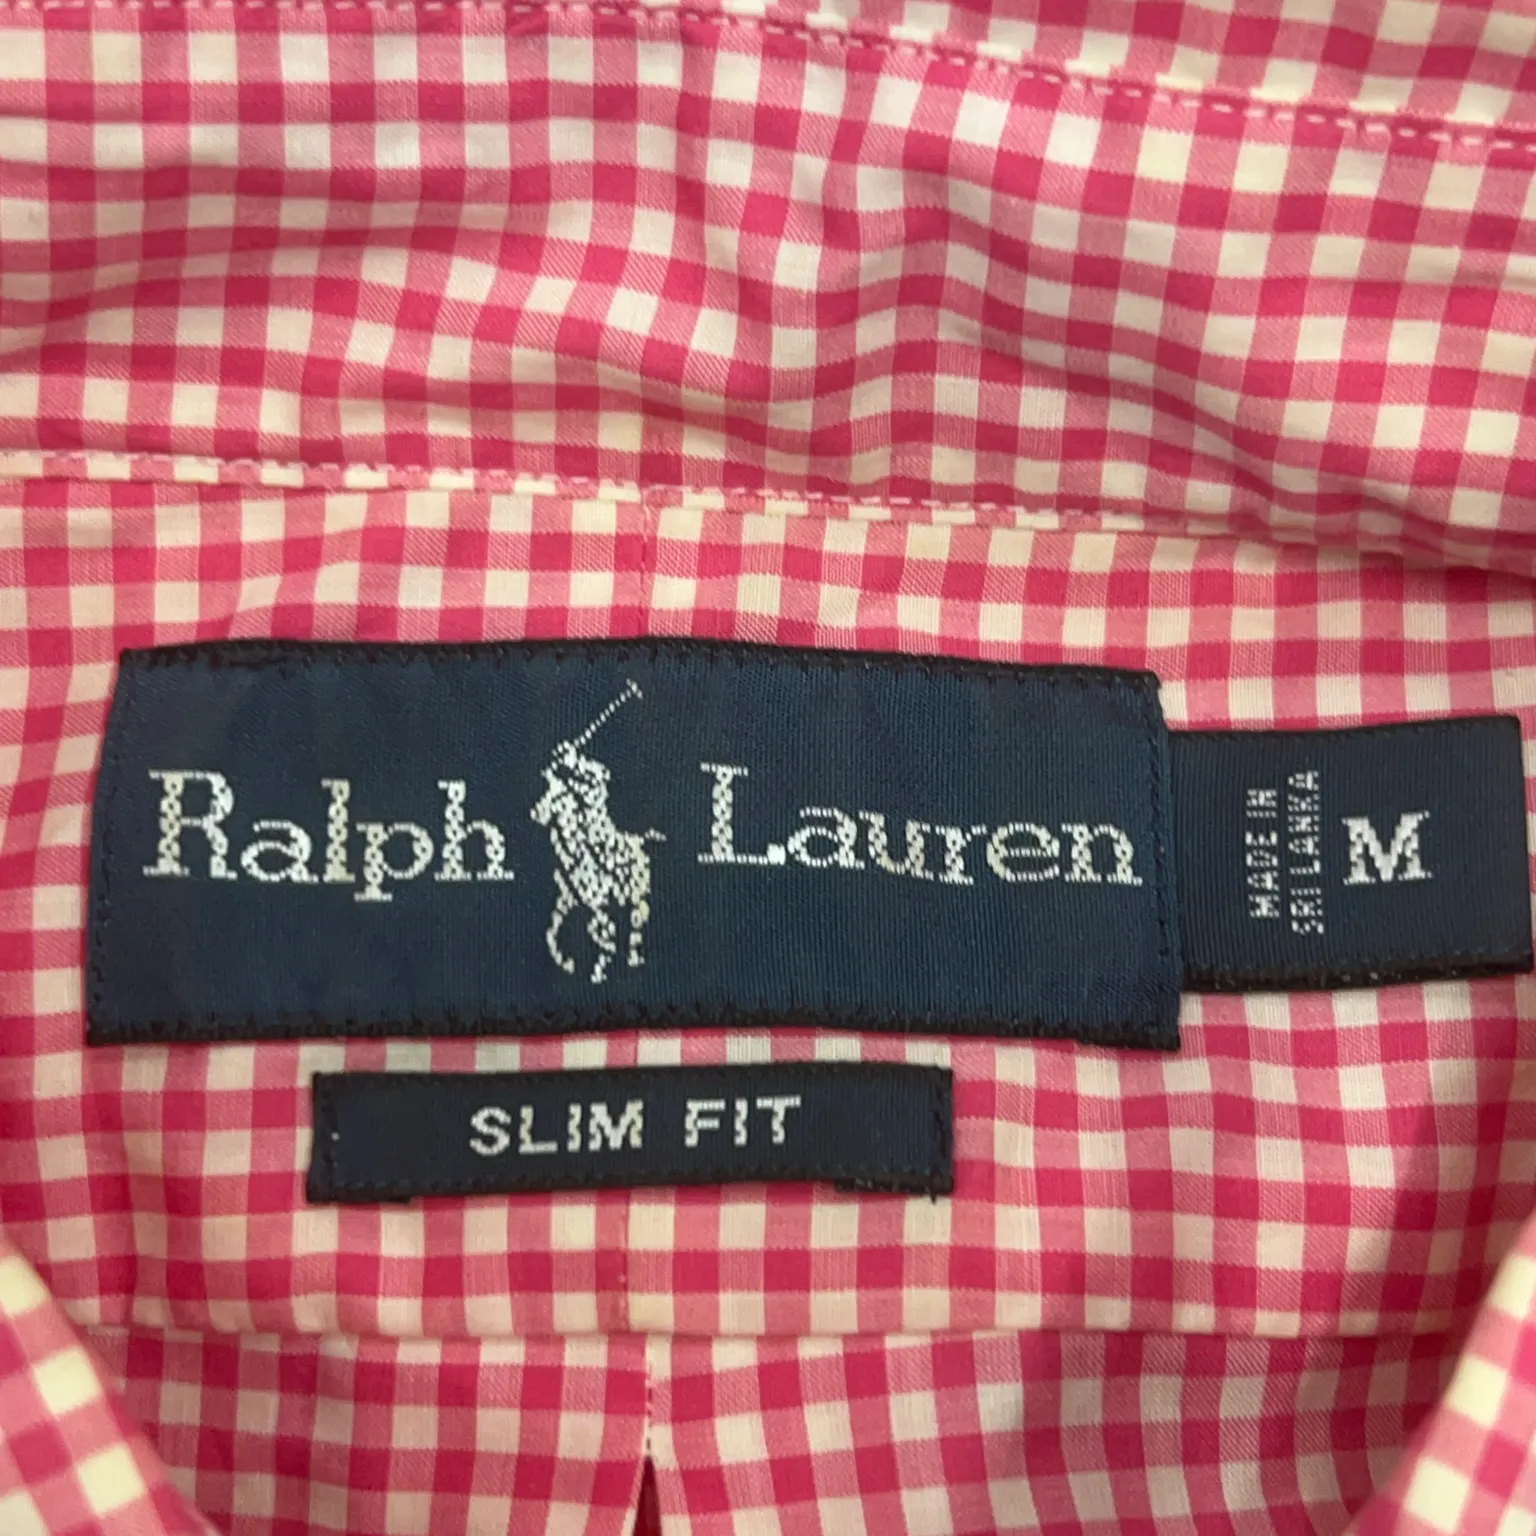 Ralph Lauren
MADE IN
SRI LANKA
M
SLIM FIT